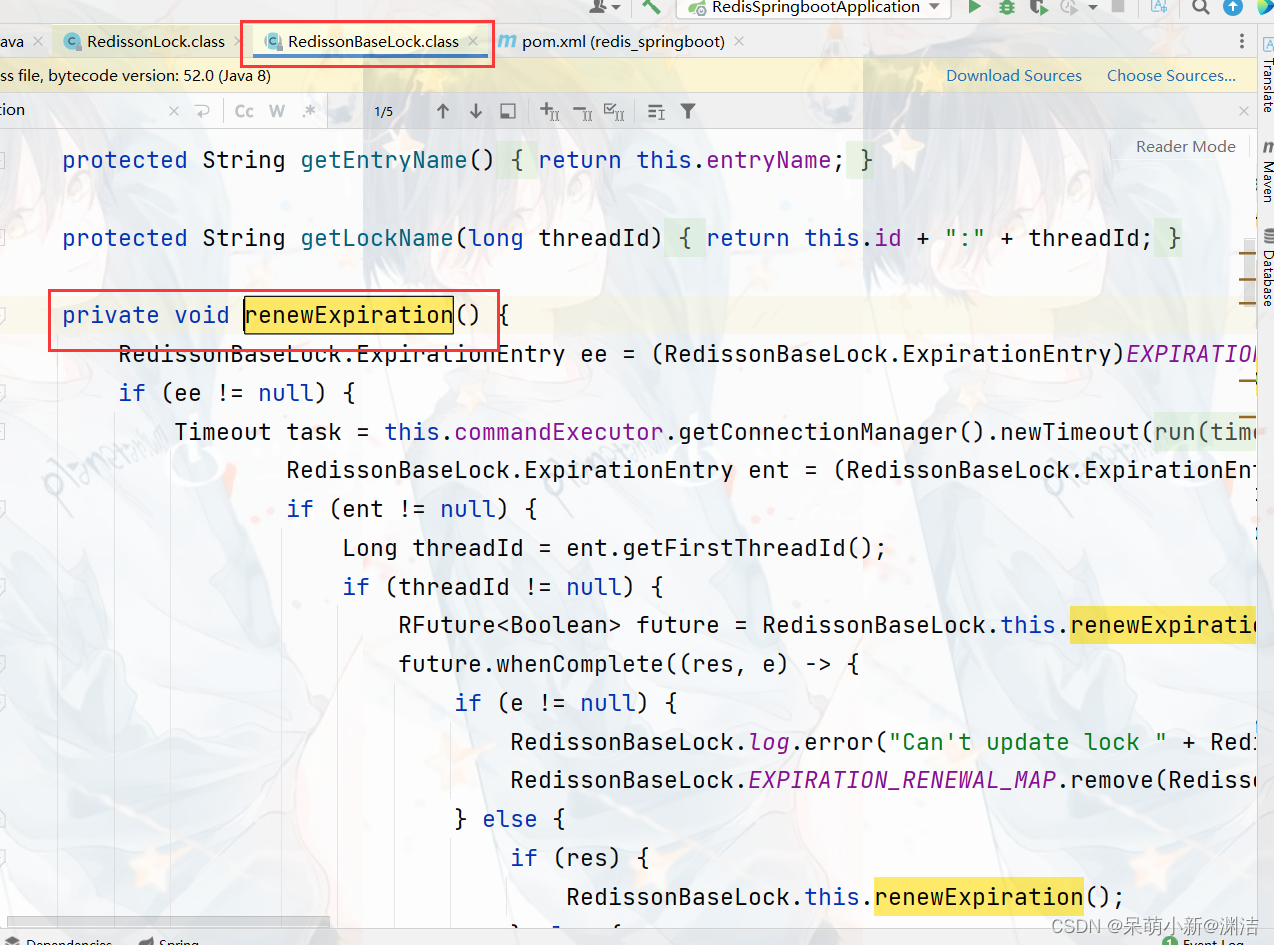 RedisSpringbootApplication
ava RedissonLock.class RedissonBaseLock.class pom.xml (redis_springboot)
ss file, bytecode version: 52.0 (Java 8) Download Sources Choose Sources...
ion Cc W .* 1/5
Reader Mode
protected String getEntryName() { return this.entryName; }
protected String getLockName(long threadId) { return this.id + ":" + threadId; }
private void renewExpiration() {
RedissonBaseLock.ExpirationEntry ee = (RedissonBaseLock.ExpirationEntry)EXPIRATIO
if (ee != null) {
Timeout task = this.commandExecutor.getConnectionManager().newTimeout(run(tim
RedissonBaseLock.ExpirationEntry ent = (RedissonBaseLock.ExpirationEn
if (ent != null) {
Long threadId = ent.getFirstThreadId();
if (threadId != null) {
RFuture<Boolean> future = RedissonBaseLock.this.renewExpirati
future.whenComplete((res, e) -> {
if (e != null) {
RedissonBaseLock.log.error("Can't update lock " + Redi
RedissonBaseLock.EXPIRATION_RENEWAL_MAP.remove(Redisso
} else {
if (res) {
RedissonBaseLock.this.renewExpiration();
Translate
Maven
Database
CSDN @呆萌小新@渊洁
Dependencies Spring Event Log